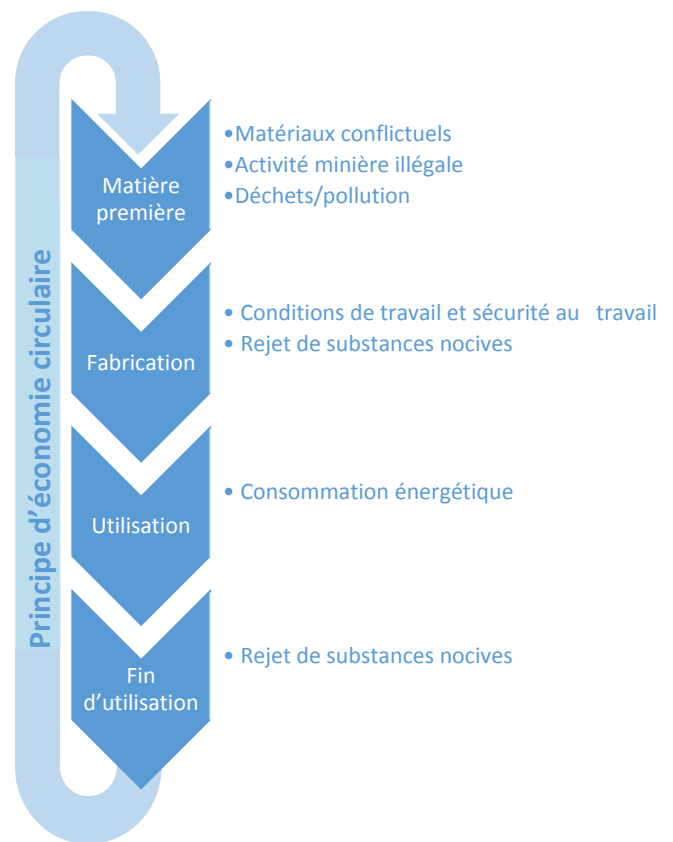 Principe d'économie circulaire
Matière
première
•Matériaux conflictuels
•Activité minière illégale
•Déchets/pollution
Fabrication
• Conditions de travail et sécurité au travail
• Rejet de substances nocives
Utilisation
• Consommation énergétique
Fin
d'utilisation
• Rejet de substances nocives